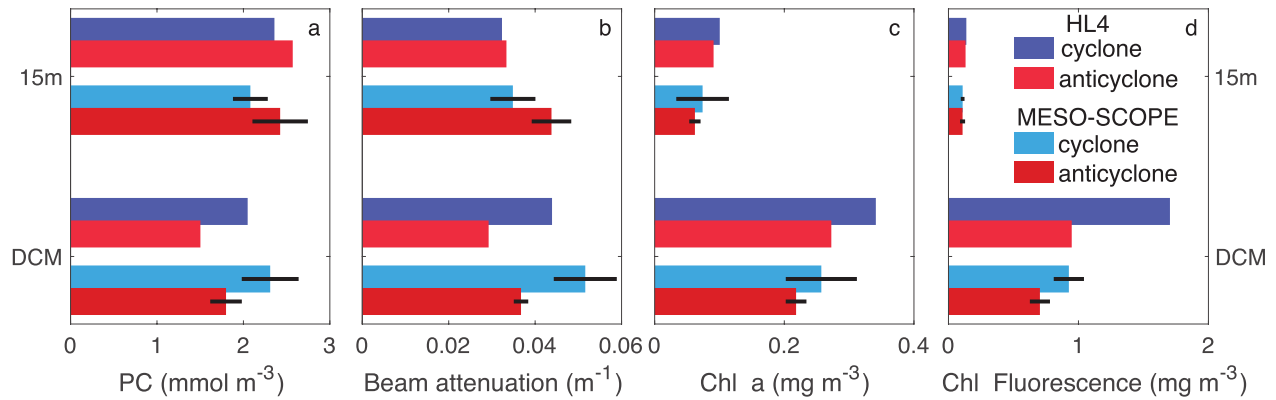 a
b
c
d
HL4
cyclone
anticyclone
MESO-SCOPE
cyclone
anticyclone
15m
15m
DCM
DCM
0 1 2 3
0 0.02 0.04 0.06
0 0.2 0.4
0 1 2
PC (mmol m⁻³)
Beam attenuation (m⁻¹)
Chl a (mg m⁻³)
Chl Fluorescence (mg m⁻³)